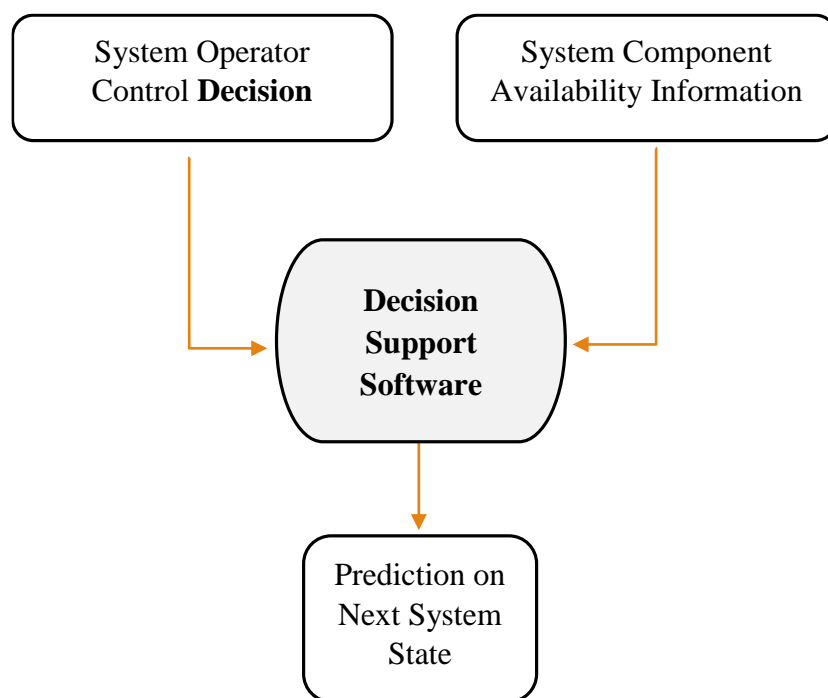 System Operator
Control Decision
System Component
Availability Information
Decision
Support
Software
Prediction on
Next System
State